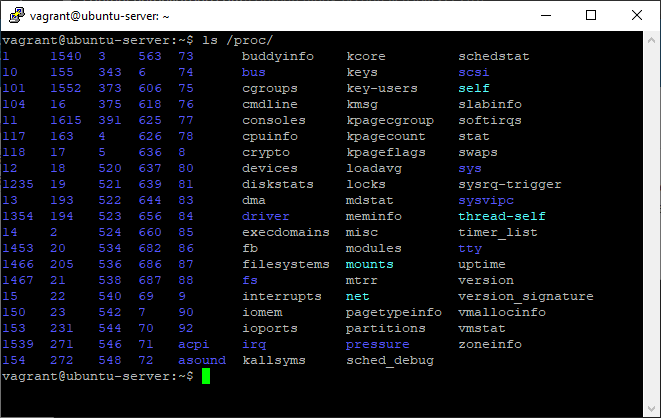 vagrant@ubuntu-server: ~
vagrant@ubuntu-server:~$ ls /proc/
1 1540 3 563 73 buddyinfo kcore schedstat
10 155 343 6 74 bus keys scsi
101 1552 373 606 75 cgroups key-users self
104 16 375 618 76 cmdline kmsg slabinfo
11 1615 391 625 77 consoles kpagecgroup softirqs
117 163 4 626 78 cpuinfo kpagecount stat
118 17 5 636 8 crypto kpageflags swaps
12 18 520 637 80 devices loadavg sys
1235 19 521 639 81 diskstats locks sysrq-trigger
13 193 522 644 83 dma mdstat sysvipc
1354 194 523 656 84 driver meminfo thread-self
14 2 524 660 85 execdomains misc timer_list
1453 20 534 682 86 fb modules tty
1466 205 536 686 87 filesystems mounts uptime
1467 21 538 687 88 fs mtrr version
15 22 540 69 9 interrupts net version_signature
150 23 542 7 90 iomem pagetypeinfo vmallocinfo
153 231 544 70 92 ioports partitions vmstat
1539 271 546 71 acpi irq pressure zoneinfo
154 272 548 72 asound kallsyms sched_debug
vagrant@ubuntu-server:~$